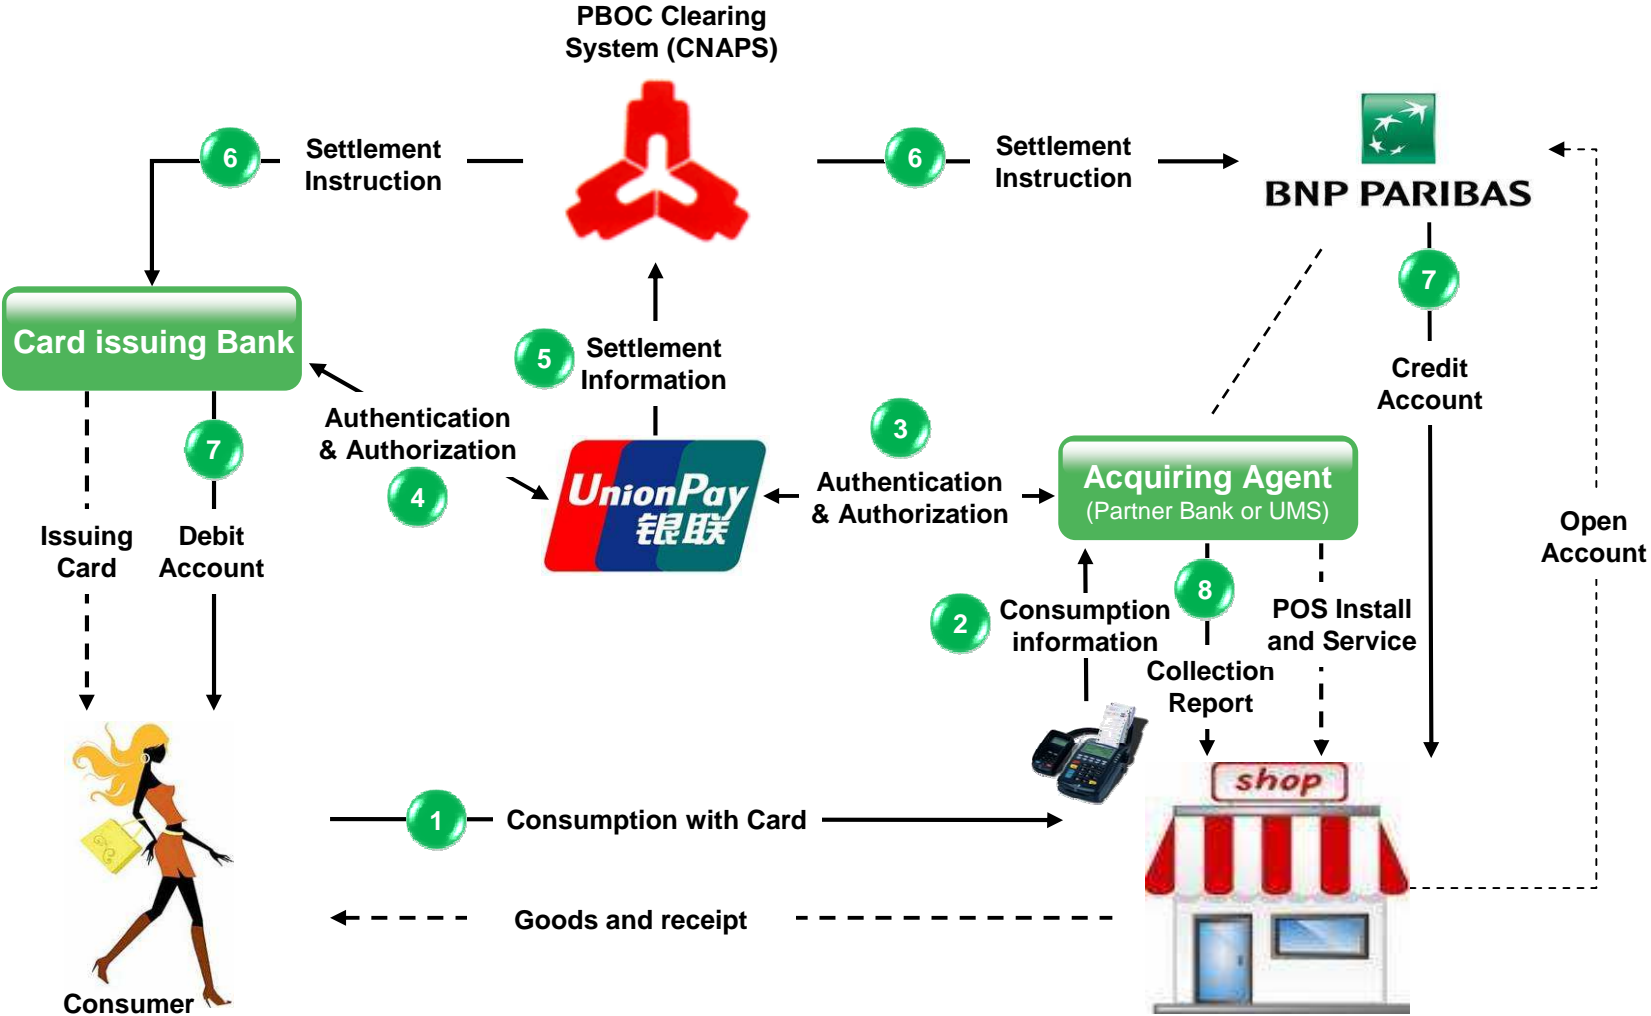 PBOC Clearing
System (CNAPS)
6
Settlement
Instruction
6
Settlement
Instruction
BNP PARIBAS
7
Card issuing Bank
5
Settlement
Information
Credit
Account
Authentication
& Authorization
4
3
7
UnionPay
银联
Authentication
& Authorization
Acquiring Agent
(Partner Bank or UMS)
Issuing
Card
Debit
Account
Open
Account
2
Consumption
information
8
POS Install
and Service
Collection
Report
shop
1
Consumption with Card
Goods and receipt
Consumer